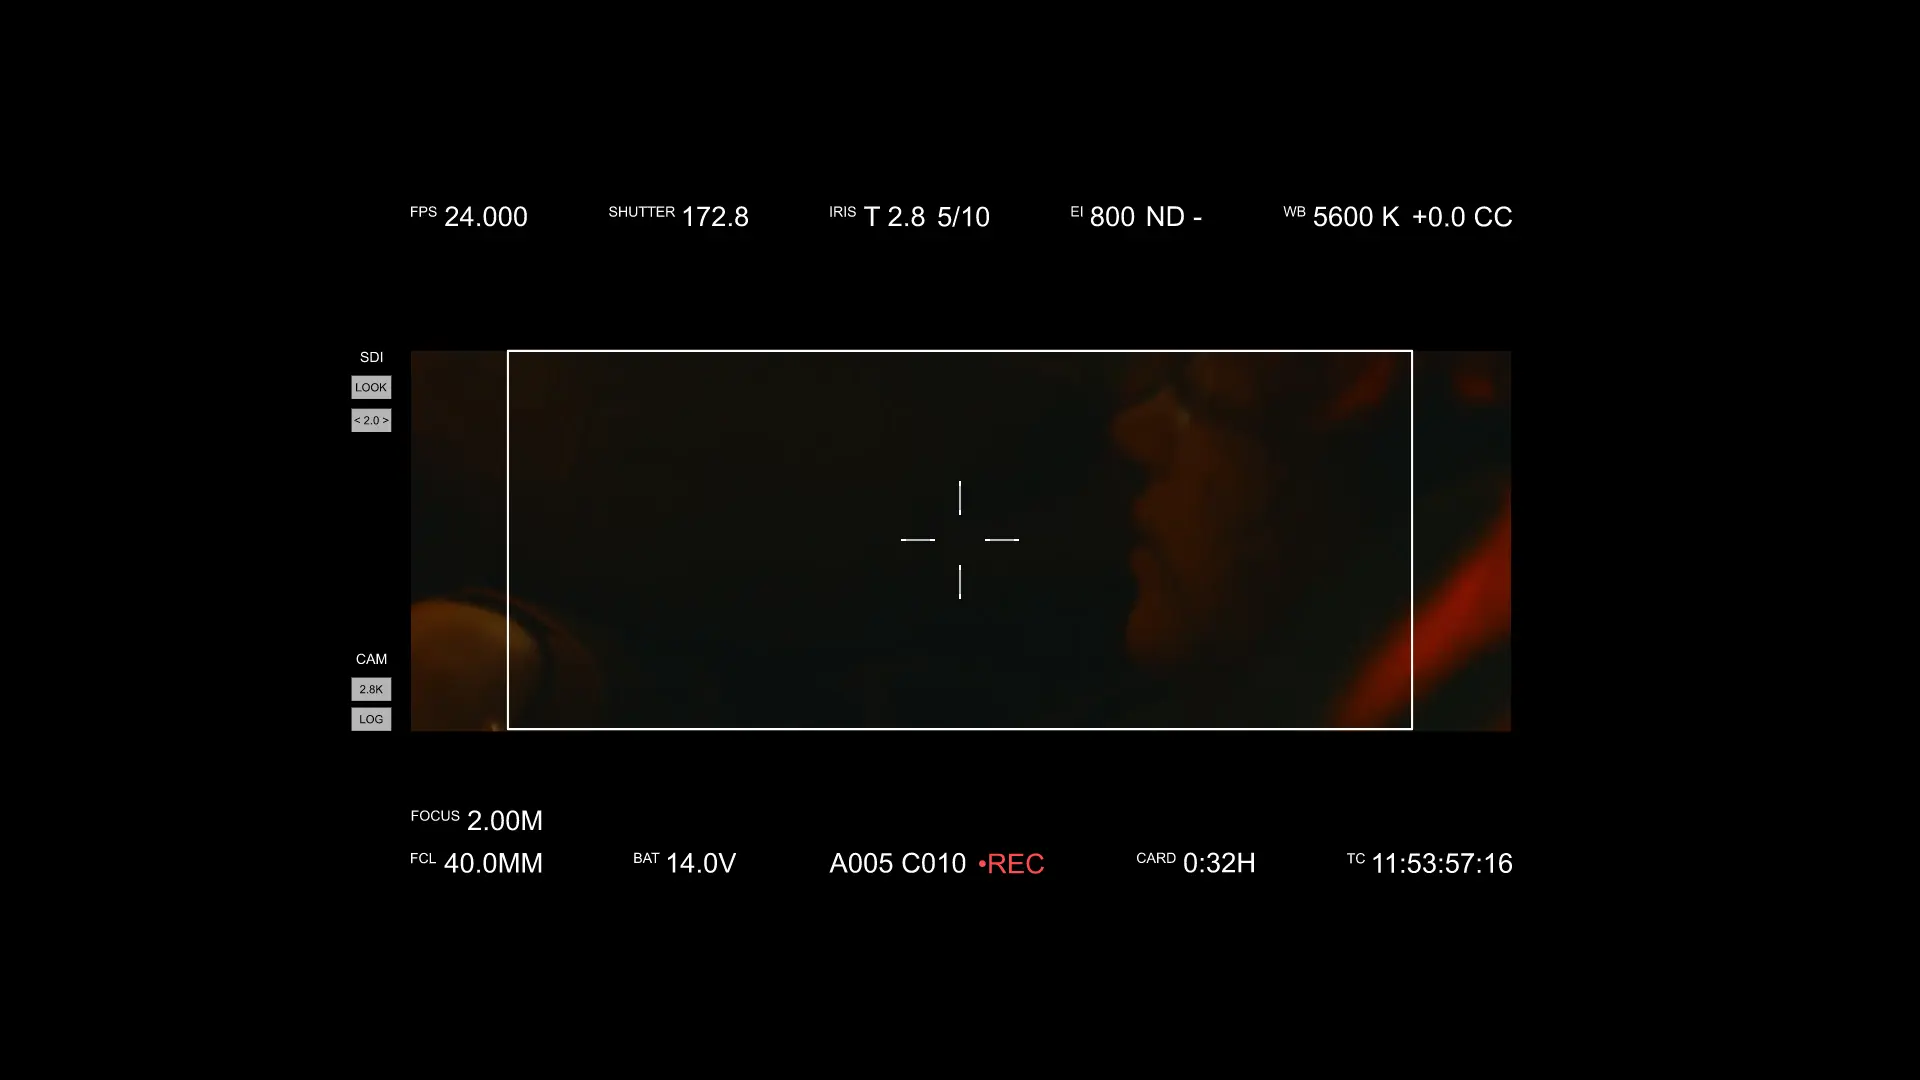 FPS 24.000 SHUTTER 172.8 IRIS T 2.8 5/10 EI 800 ND - WB 5600 K +0.0 CC
SDI
LOOK
< 2.0 >
CAM
2.8K
LOG
FOCUS 2.00M
FCL 40.0MM BAT 14.0V A005 C010 •REC CARD 0:32H TC 11:53:57:16